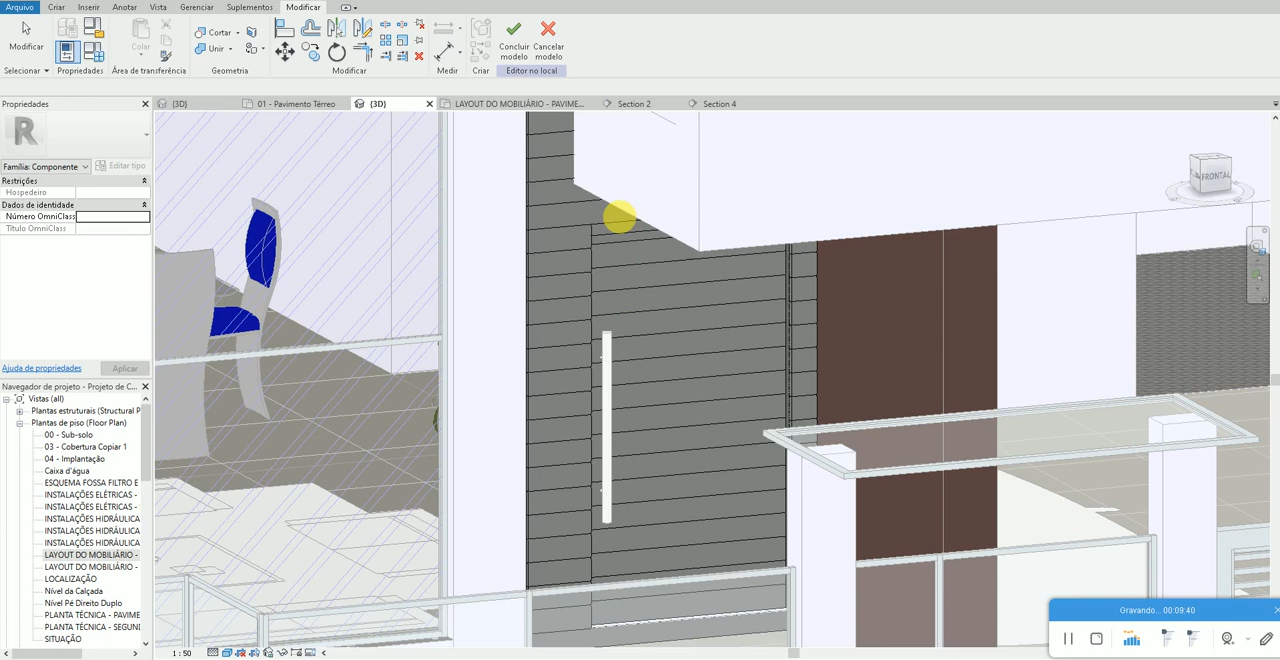 Arquivo Criar Inserir Anotar Vista Gerenciar Suplementos Modificar
Modificar
Colar
Cortar
Unir
Concluir modelo
Cancelar modelo
Criar
Selecionar Propriedades Área de transferência Geometria Modificar Medir Criar Editor no local
Propriedades
{3D} 01 - Pavimento Térreo {3D} LAYOUT DO MOBILIÁRIO - PAVIME... Section 2 Section 4
R
Família: Componente Editar tipo
Restrições
Hospedeiro
Dados de identidade
Número OmniClass
Título OmniClass
FRONTAL
Ajuda de propriedades Aplicar
Navegador de projeto - Projeto de C...
Vistas (all)
Plantas estruturais (Structural P
Plantas de piso (Floor Plan)
00 - Sub-solo
03 - Cobertura Copiar 1
04 - Implantação
Caixa d'água
ESQUEMA FOSSA FILTRO E
INSTALAÇÕES ELÉTRICAS -
INSTALAÇÕES ELÉTRICAS -
INSTALAÇÕES HIDRÁULICA
INSTALAÇÕES HIDRÁULICA
INSTALAÇÕES HIDRÁULICA
LAYOUT DO MOBILIÁRIO -
LAYOUT DO MOBILIÁRIO -
LOCALIZAÇÃO
Nível da Calçada
Nível Pé Direito Duplo
PLANTA TÉCNICA - PAVIME
PLANTA TÉCNICA - SEGUN
SITUAÇÃO
1 : 50
Gravando... 00:09:40